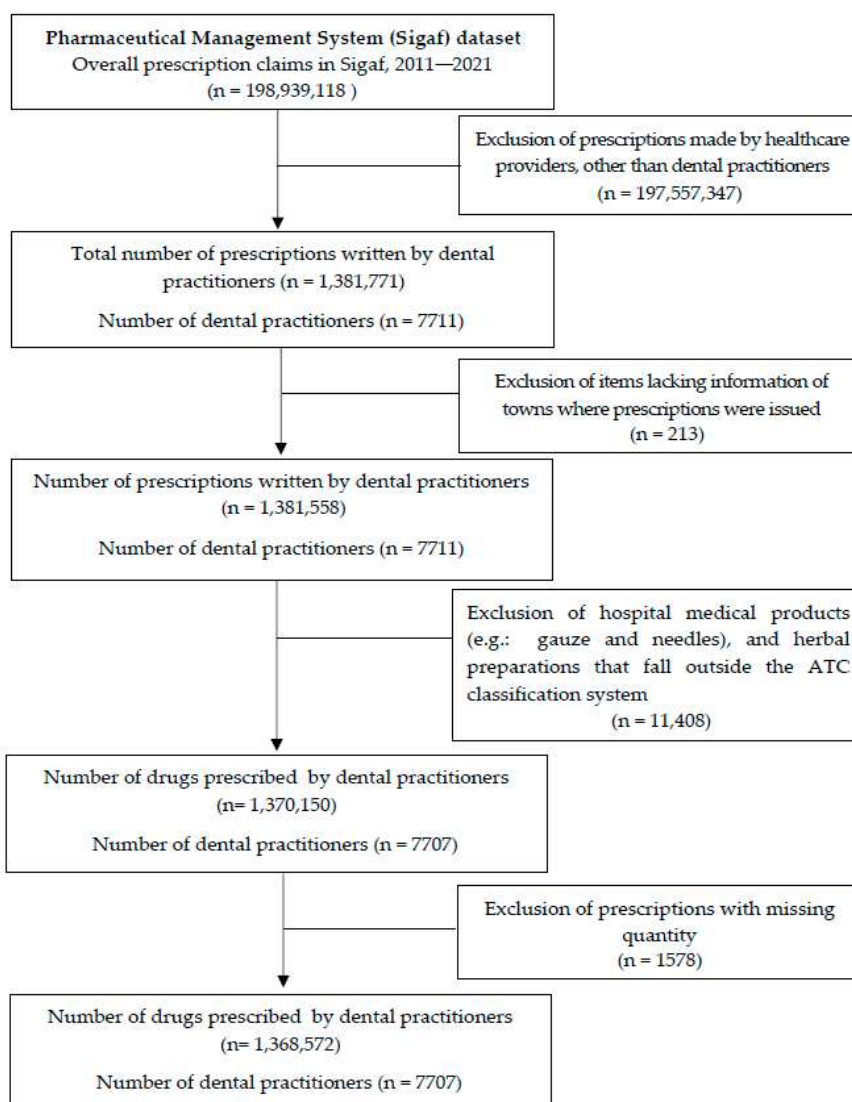 Pharmaceutical Management System (Sigaf) dataset
Overall prescription claims in Sigaf, 2011—2021
(n = 198,939,118 )
Exclusion of prescriptions made by healthcare
providers, other than dental practitioners
(n = 197,557,347)
Total number of prescriptions written by dental
practitioners (n = 1,381,771)
Number of dental practitioners (n = 7711)
Exclusion of items lacking information of
towns where prescriptions were issued
(n = 213)
Number of prescriptions written by dental practitioners
(n = 1,381,558)
Number of dental practitioners (n = 7711)
Exclusion of hospital medical products
(e.g.: gauze and needles), and herbal
preparations that fall outside the ATC
classification system
(n = 11,408)
Number of drugs prescribed by dental practitioners
(n= 1,370,150)
Number of dental practitioners (n = 7707)
Exclusion of prescriptions with missing
quantity
(n = 1578)
Number of drugs prescribed by dental practitioners
(n= 1,368,572)
Number of dental practitioners (n = 7707)